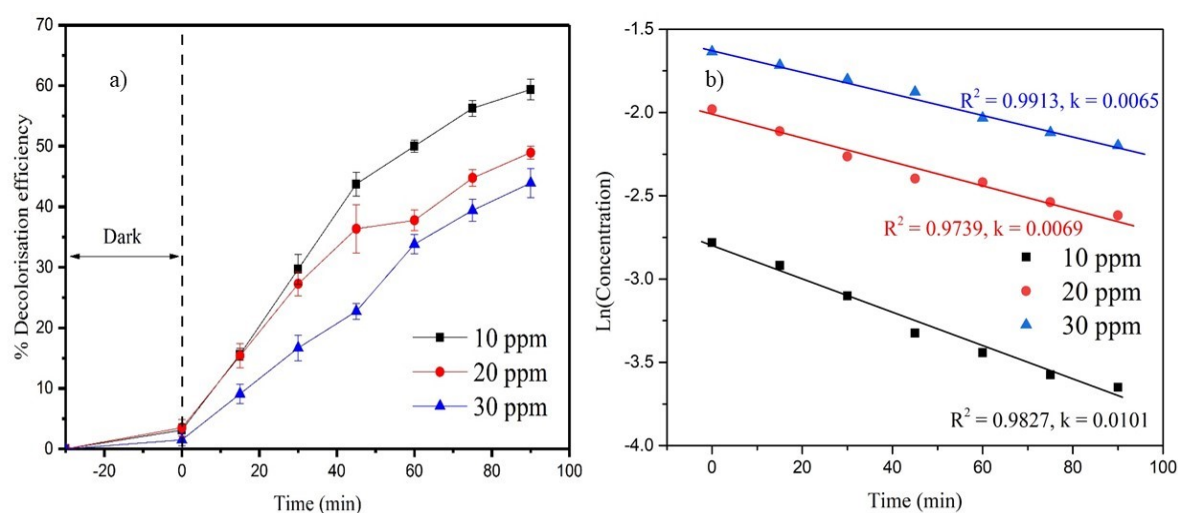 a)
% Decolorisation efficiency
70
60
50
40
30
20
10
0
Dark
10 ppm
20 ppm
30 ppm
-20 0 20 40 60 80 100
Time (min)
b)
Ln(Concentration)
-1.5
-2.0
-2.5
-3.0
-3.5
-4.0
R² = 0.9913, k = 0.0065
R² = 0.9739, k = 0.0069
10 ppm
20 ppm
30 ppm
R² = 0.9827, k = 0.0101
0 20 40 60 80 100
Time (min)